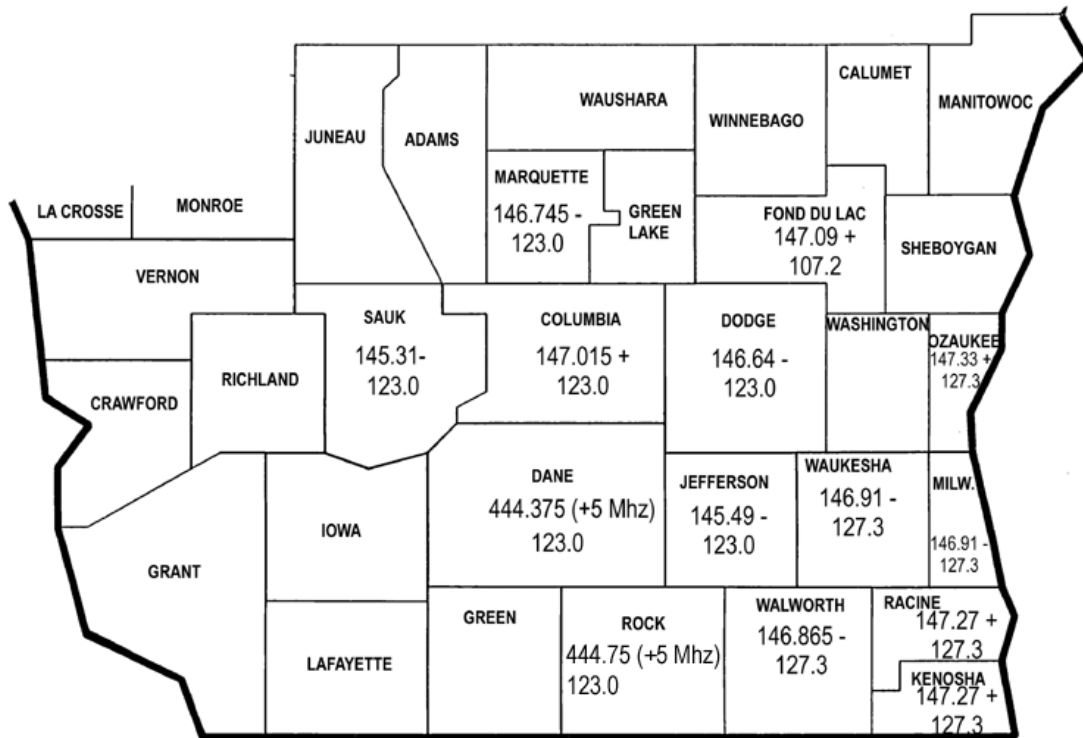 CALUMET
MANITOWOC
WAUSHARA
WINNEBAGO
JUNEAU
ADAMS
MARQUETTE
146.745 -
123.0
GREEN
LAKE
LA CROSSE
MONROE
FOND DU LAC
147.09 +
107.2
SHEBOYGAN
VERNON
SAUK
145.31-
123.0
COLUMBIA
147.015 +
123.0
DODGE
146.64 -
123.0
WASHINGTON
OZAUKEE
147.33 +
127.3
RICHLAND
CRAWFORD
DANE
444.375 (+5 Mhz)
123.0
JEFFERSON
145.49 -
123.0
WAUKESHA
146.91 -
127.3
MILW.
146.91 -
127.3
IOWA
GRANT
GREEN
ROCK
444.75 (+5 Mhz)
123.0
WALWORTH
146.865 -
127.3
RACINE
147.27 +
127.3
LAFAYETTE
KENOSHA
147.27 +
127.3